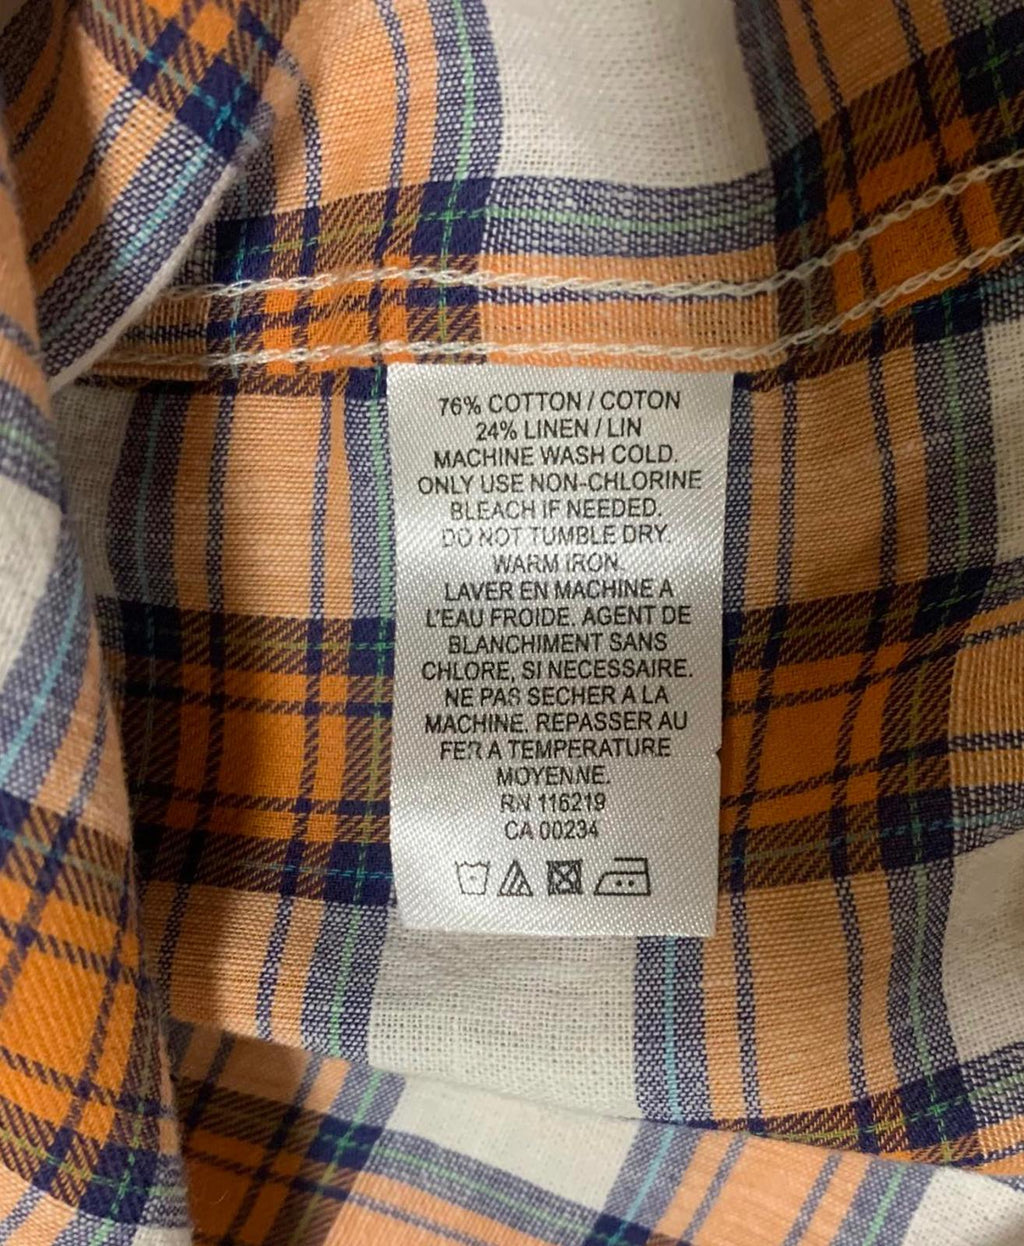 76% COTTON / COTON
24% LINEN / LIN
MACHINE WASH COLD.
ONLY USE NON-CHLORINE
BLEACH IF NEEDED.
DO NOT TUMBLE DRY.
WARM IRON.
LAVER EN MACHINE A
L'EAU FROIDE. AGENT DE
BLANCHIMENT SANS
CHLORE, SI NECESSAIRE.
NE PAS SECHER A LA
MACHINE. REPASSER AU
FER A TEMPERATURE
MOYENNE.
RN 116219
CA 00234